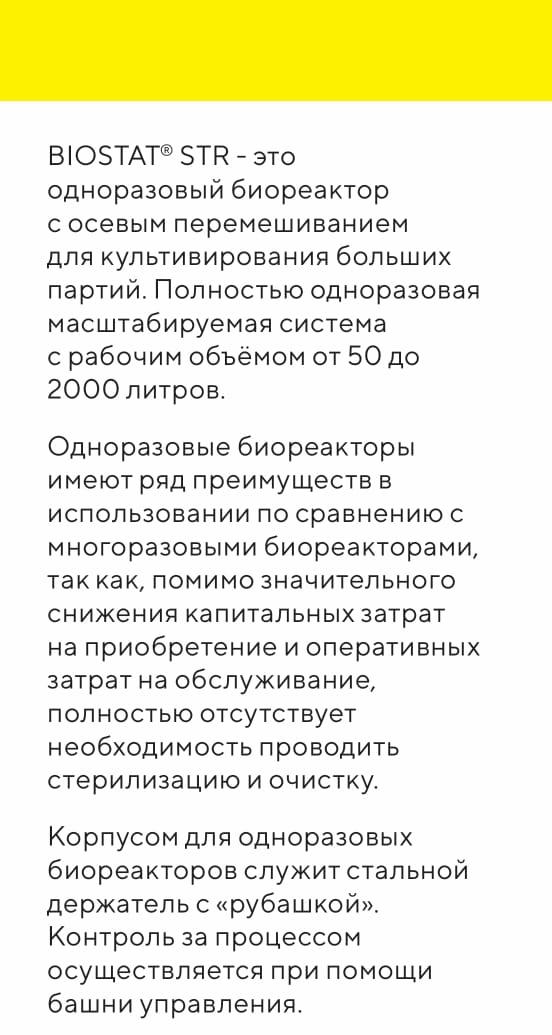 BIOSTAT® STR - это
одноразовый биореактор
с осевым перемешиванием
для культивирования больших
партий. Полностью одноразовая
масштабируемая система
с рабочим объёмом от 50 до
2000 литров.
Одноразовые биореакторы
имеют ряд преимуществ в
использовании по сравнению с
многоразовыми биореакторами,
так как, помимо значительного
снижения капитальных затрат
на приобретение и оперативных
затрат на обслуживание,
полностью отсутствует
необходимость проводить
стерилизацию и очистку.
Корпусом для одноразовых
биореакторов служит стальной
держатель с «рубашкой».
Контроль за процессом
осуществляется при помощи
башни управления.